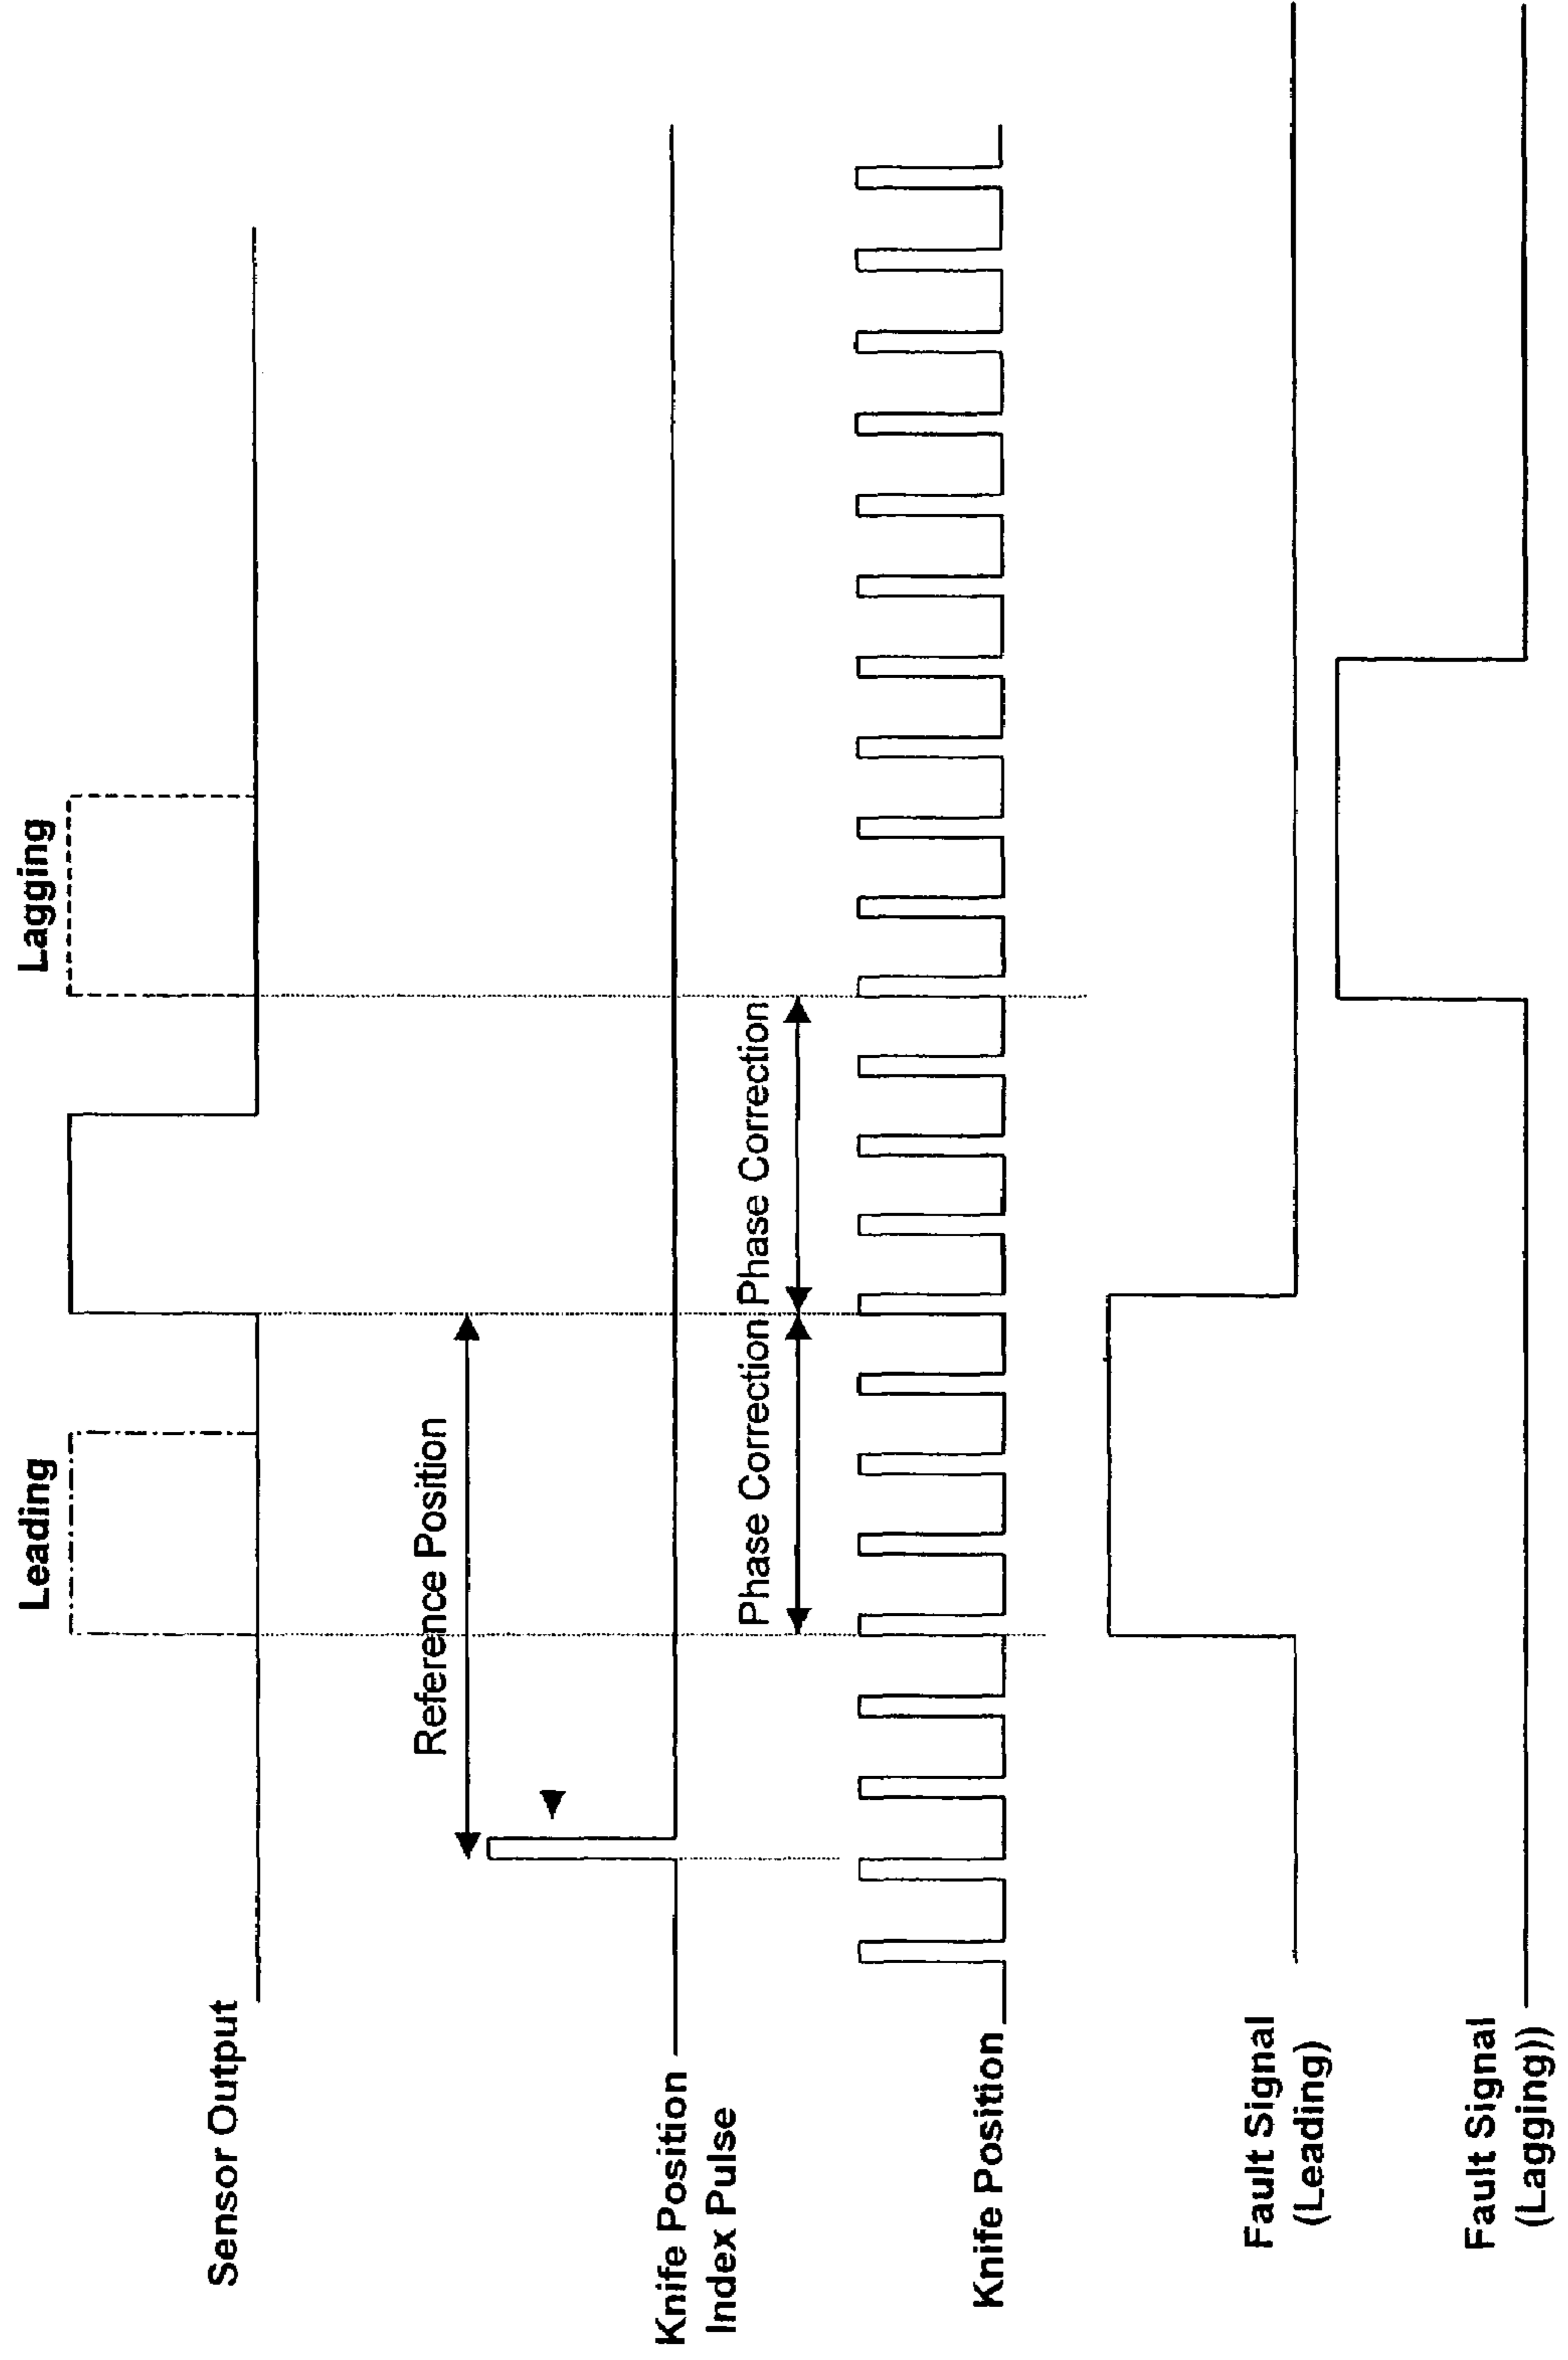 Leading
Lagging
Sensor Output
Reference Position
Knife Position
Index Pulse
Phase Correction
Phase Correction
Knife Position
Fault Signal
(Leading)
Fault Signal
(Lagging))